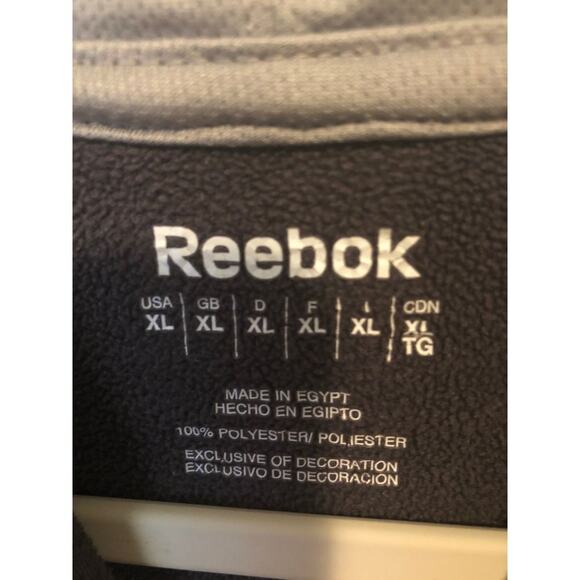 Reebok
USA | GB | D | F | I | CDN
XL | XL | XL | XL | XL | XL
TG
MADE IN EGYPT
HECHO EN EGIPTO
100% POLYESTER/ POLIESTER
EXCLUSIVE OF DECORATION
EXCLUSIVO DE DECORACION